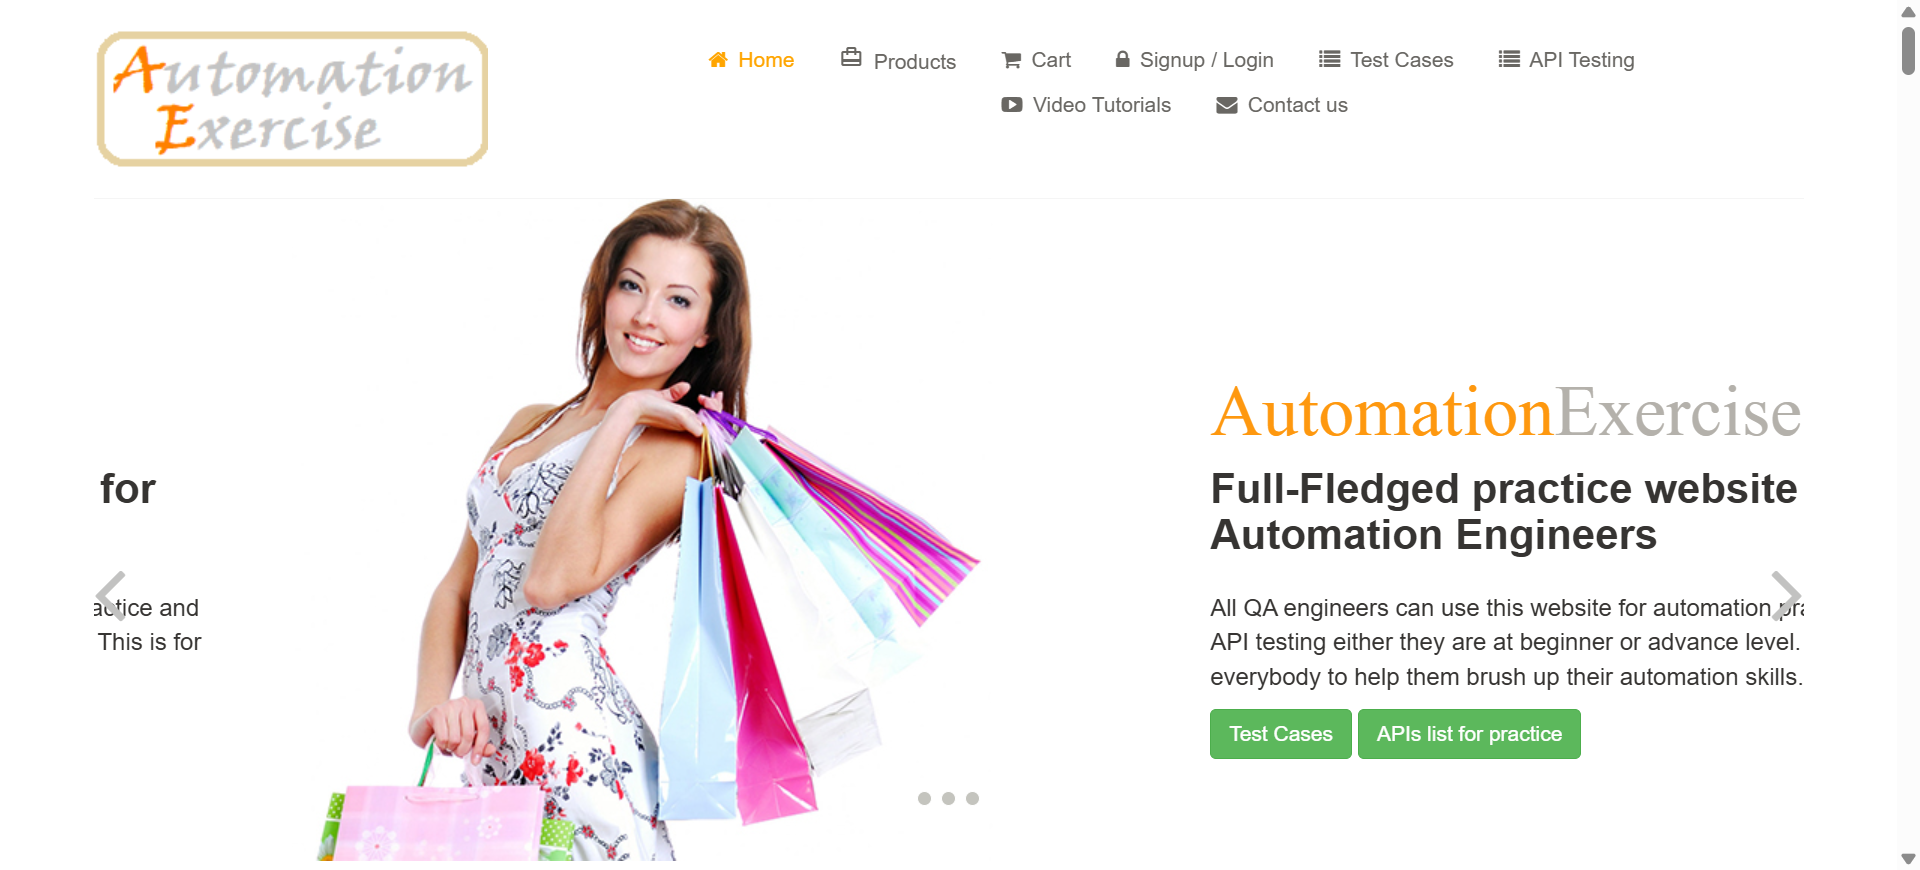 Automation
Exercise
Home
Products
Cart
Signup / Login
Test Cases
API Testing
Video Tutorials
Contact us
for
and
This is for
AutomationExercise
Full-Fledged practice website
Automation Engineers
All QA engineers can use this website for automation
API testing either they are at beginner or advance level.
everybody to help them brush up their automation skills.
Test Cases
APIs list for practice